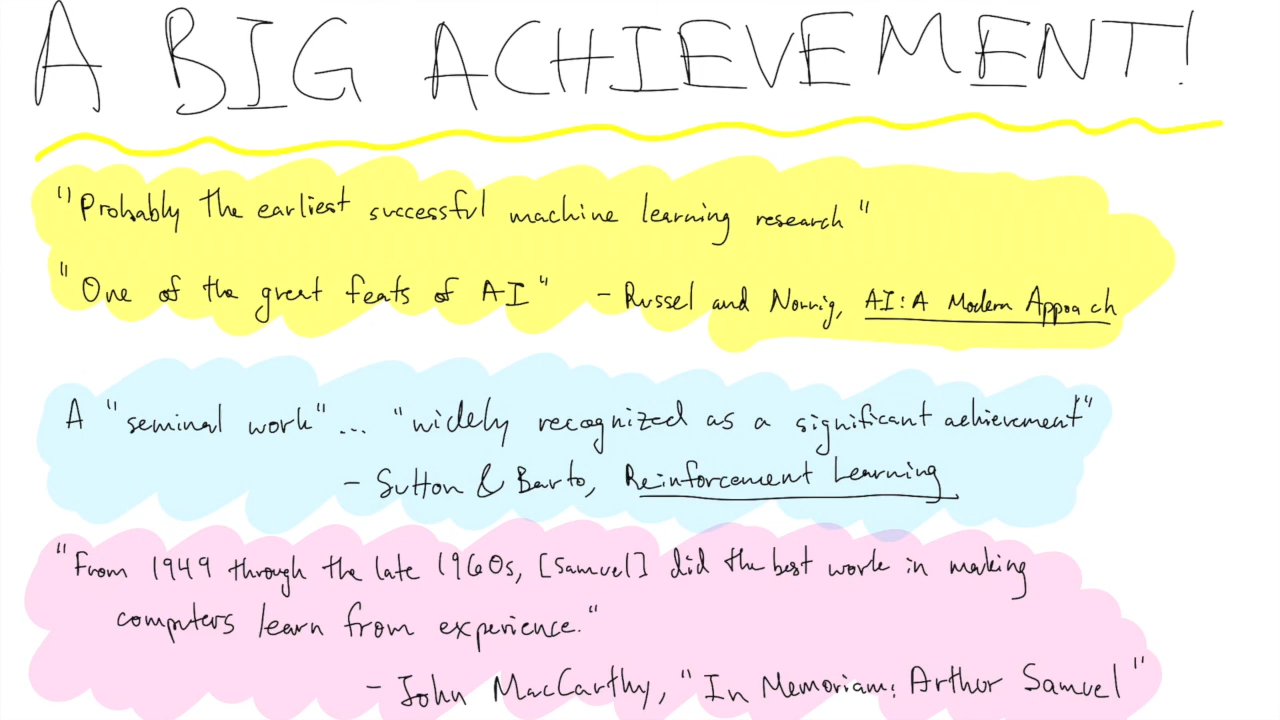 A BIG ACHIEVEMENT!
"Probably the earliest successful machine learning research"
"One of the great feats of AI" - Russel and Norvig, AI: A Modern Approach
A "seminal work"... "widely recognized as a significant achievement"
- Sutton & Barto, Reinforcement Learning
"From 1949 through the late 1960s, [Samuel] did the best work in making
computers learn from experience."
- John MacCarthy, "In Memoriam: Arthor Samuel"